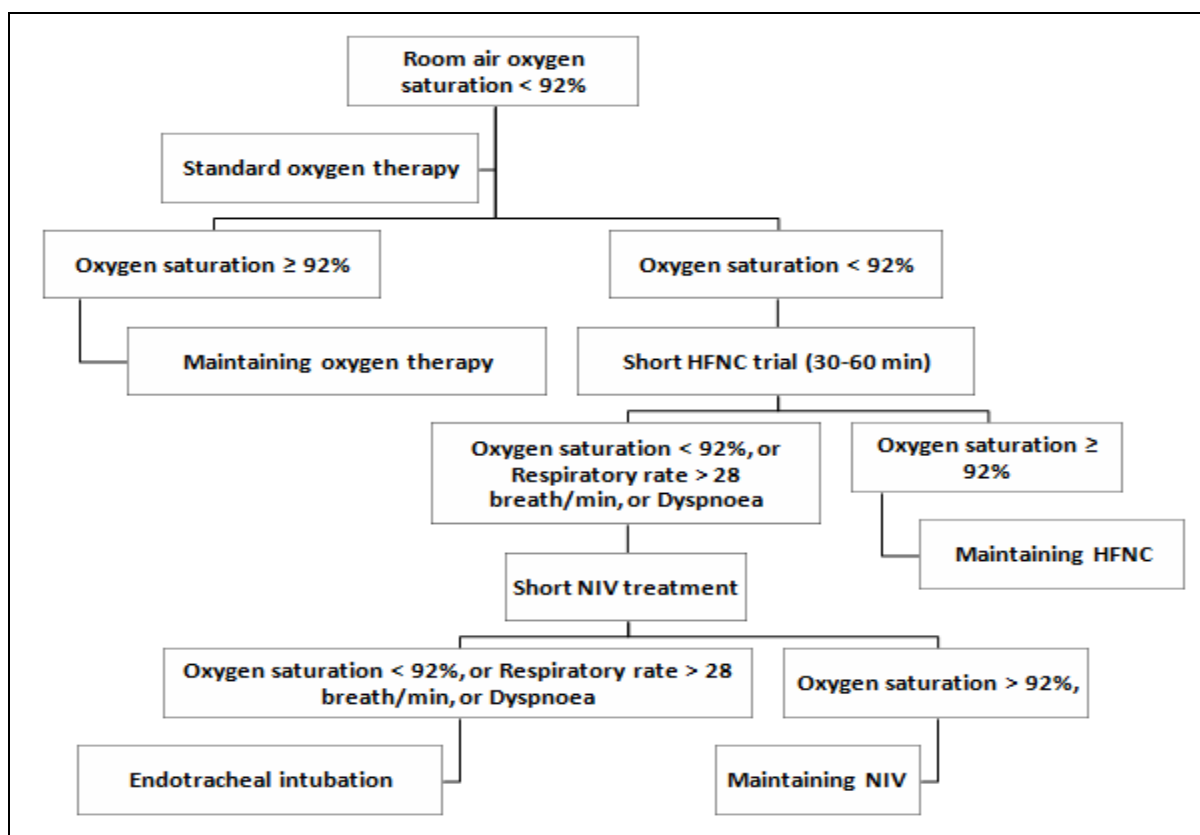 Room air oxygen
saturation < 92%
Standard oxygen therapy
Oxygen saturation ≥ 92%
Oxygen saturation < 92%
Maintaining oxygen therapy
Short HFNC trial (30-60 min)
Oxygen saturation < 92%, or
Respiratory rate > 28
breath/min, or Dyspnoea
Oxygen saturation ≥
92%
Maintaining HFNC
Short NIV treatment
Oxygen saturation < 92%, or Respiratory rate > 28
breath/min, or Dyspnoea
Oxygen saturation > 92%,
Endotracheal intubation
Maintaining NIV